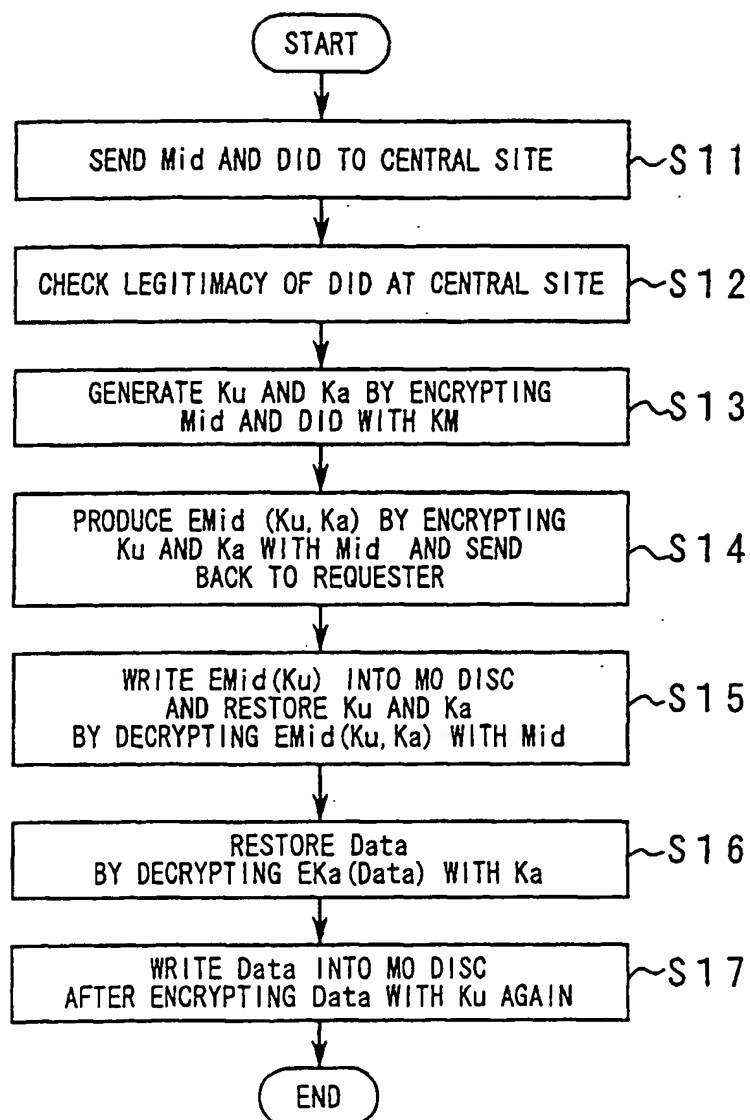 START
SEND Mid AND DID TO CENTRAL SITE
S11
CHECK LEGITIMACY OF DID AT CENTRAL SITE
S12
GENERATE Ku AND Ka BY ENCRYPTING
Mid AND DID WITH KM
S13
PRODUCE EMid (Ku, Ka) BY ENCRYPTING
Ku AND Ka WITH Mid AND SEND
BACK TO REQUESTER
S14
WRITE EMid(Ku) INTO MO DISC
AND RESTORE Ku AND Ka
BY DECRYPTING EMid(Ku, Ka) WITH Mid
S15
RESTORE Data
BY DECRYPTING EKa(Data) WITH Ka
S16
WRITE Data INTO MO DISC
AFTER ENCRYPTING Data WITH Ku AGAIN
S17
END